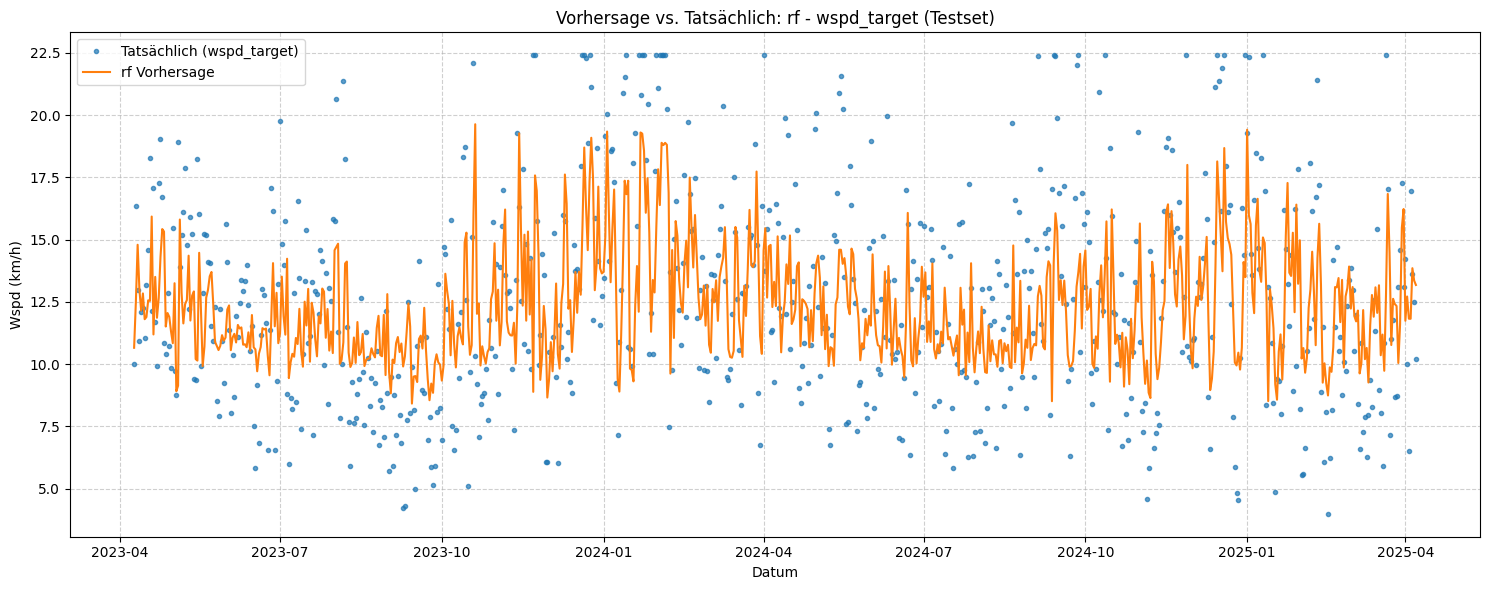 Vorhersage vs. Tatsächlich: rf - wspd_target (Testset)
Tatsächlich (wspd_target)
rf Vorhersage
Wspd (km/h)
22.5
20.0
17.5
15.0
12.5
10.0
7.5
5.0
2023-04 2023-07 2023-10 2024-01 2024-04 2024-07 2024-10 2025-01 2025-04
Datum